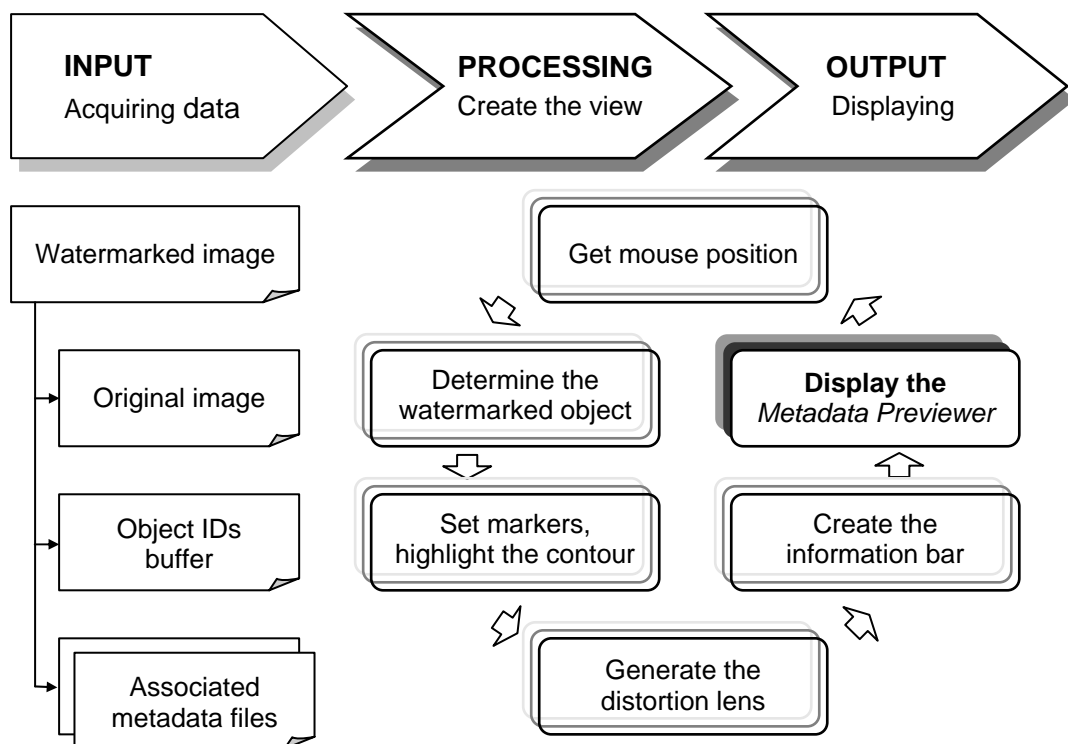 INPUT
Acquiring data
PROCESSING
Create the view
OUTPUT
Displaying
Watermarked image
Original image
Object IDs
buffer
Associated
metadata files
Get mouse position
Determine the
watermarked object
Set markers,
highlight the contour
Generate the
distortion lens
Create the
information bar
Display the
Metadata Previewer